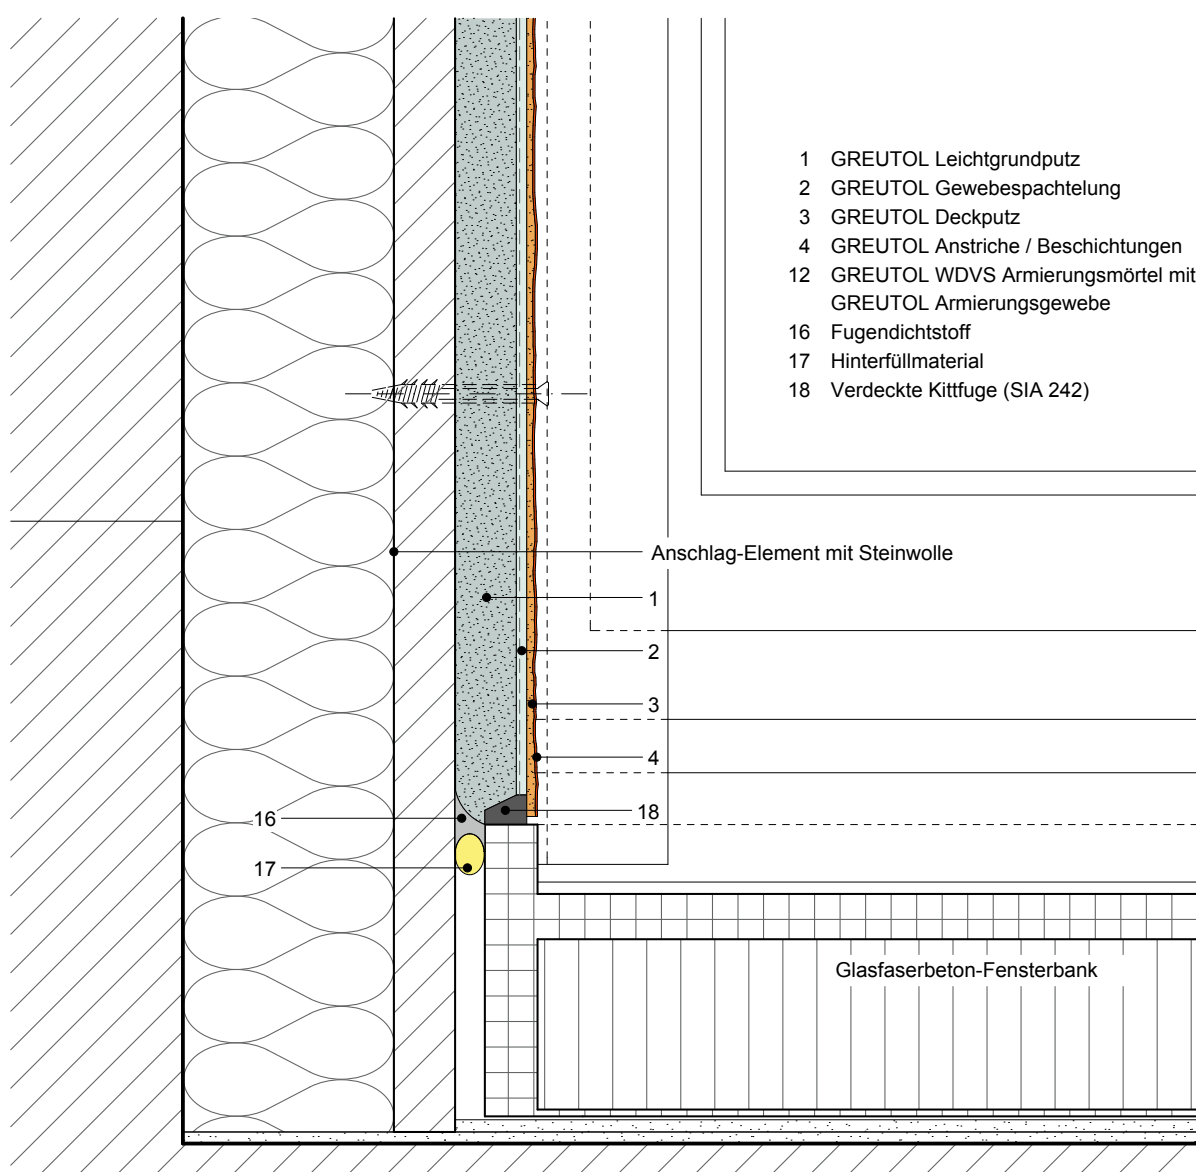 1 GREUTOL Leichtgrundputz
2 GREUTOL Gewebespachtelung
3 GREUTOL Deckputz
4 GREUTOL Anstriche / Beschichtungen
12 GREUTOL WDVS Armierungsmörtel mit
GREUTOL Armierungsgewebe
16 Fugendichtstoff
17 Hinterfüllmaterial
18 Verdeckte Kittfuge (SIA 242)
Anschlag-Element mit Steinwolle
1
2
3
4
18
16
17
Glasfaserbeton-Fensterbank